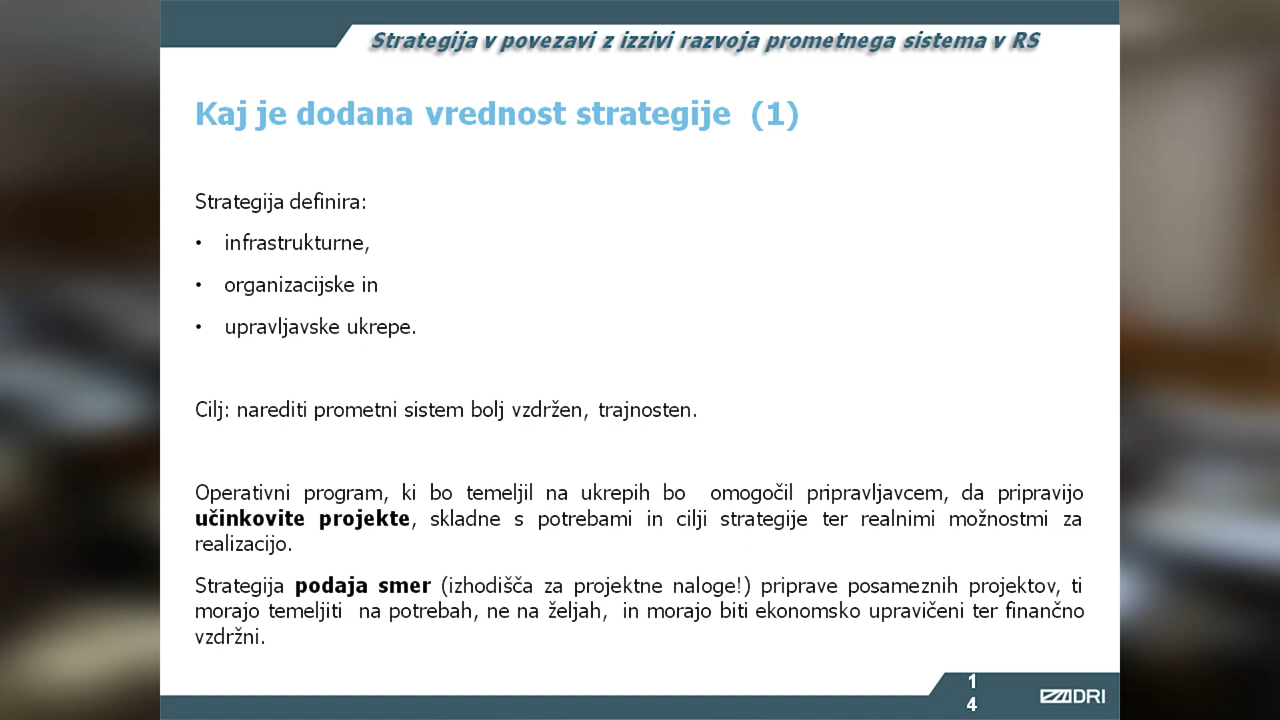 Strategija v povezavi z izzivi razvoja prometnega sistema v RS
Kaj je dodana vrednost strategije (1)
Strategija definira:
• infrastrukturne,
• organizacijske in
• upravljavske ukrepe.
Cilj: narediti prometni sistem bolj vzdržen, trajnosten.
Operativni program, ki bo temeljil na ukrepih bo omogočil pripravljavcem, da pripravijo
učinkovite projekte, skladne s potrebami in cilji strategije ter realnimi možnostmi za
realizacijo.
Strategija podaja smer (izhodišča za projektne naloge!) priprave posameznih projektov, ti
morajo temeljiti na potrebah, ne na željah, in morajo biti ekonomsko upravičeni ter finančno
vzdržni.
1
4
DRI